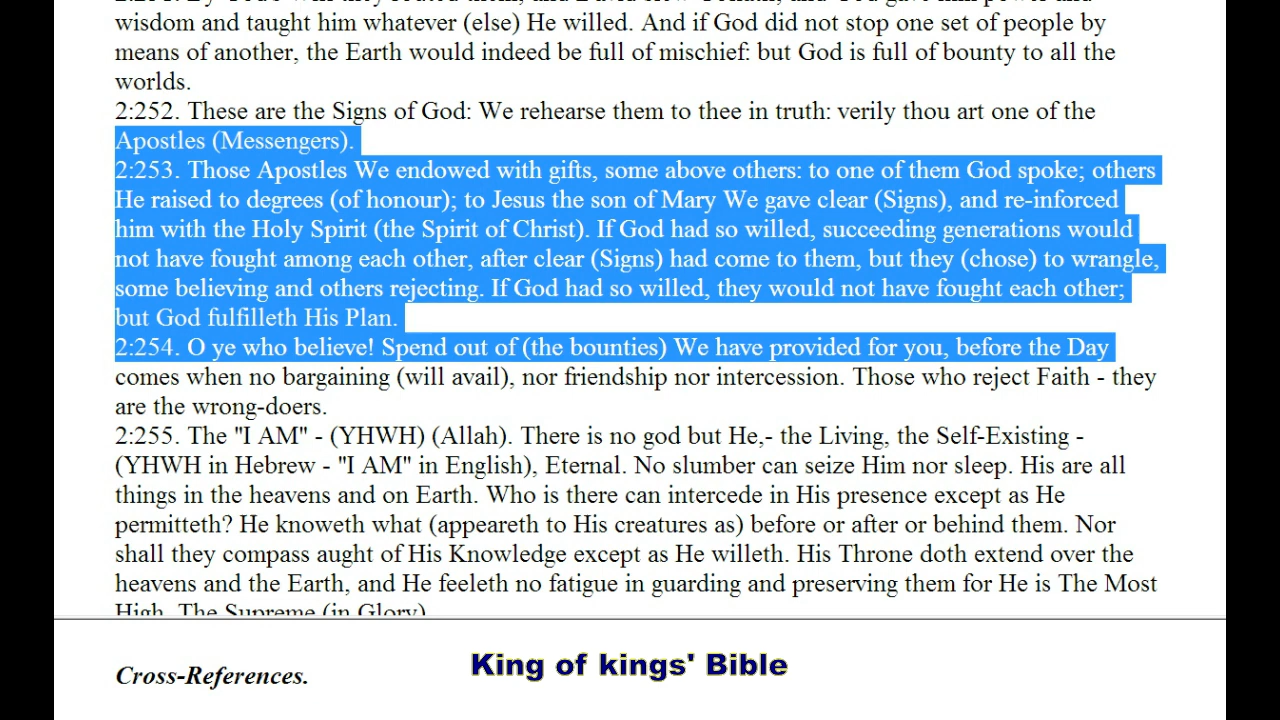 wisdom and taught him whatever (else) He willed. And if God did not stop one set of people by
means of another, the Earth would indeed be full of mischief: but God is full of bounty to all the
worlds.
2:252. These are the Signs of God: We rehearse them to thee in truth: verily thou art one of the
Apostles (Messengers).
2:253. Those Apostles We endowed with gifts, some above others: to one of them God spoke; others
He raised to degrees (of honour); to Jesus the son of Mary We gave clear (Signs), and re-inforced
him with the Holy Spirit (the Spirit of Christ). If God had so willed, succeeding generations would
not have fought among each other, after clear (Signs) had come to them, but they (chose) to wrangle,
some believing and others rejecting. If God had so willed, they would not have fought each other;
but God fulfilleth His Plan.
2:254. O ye who believe! Spend out of (the bounties) We have provided for you, before the Day
comes when no bargaining (will avail), nor friendship nor intercession. Those who reject Faith - they
are the wrong-doers.
2:255. The "I AM" - (YHWH) (Allah). There is no god but He,- the Living, the Self-Existing -
(YHWH in Hebrew - "I AM" in English), Eternal. No slumber can seize Him nor sleep. His are all
things in the heavens and on Earth. Who is there can intercede in His presence except as He
permitteth? He knoweth what (appeareth to His creatures as) before or after or behind them. Nor
shall they compass aught of His Knowledge except as He willeth. His Throne doth extend over the
heavens and the Earth, and He feeleth no fatigue in guarding and preserving them for He is The Most
High, The Supreme (in Glory).
Cross-References.
King of kings' Bible